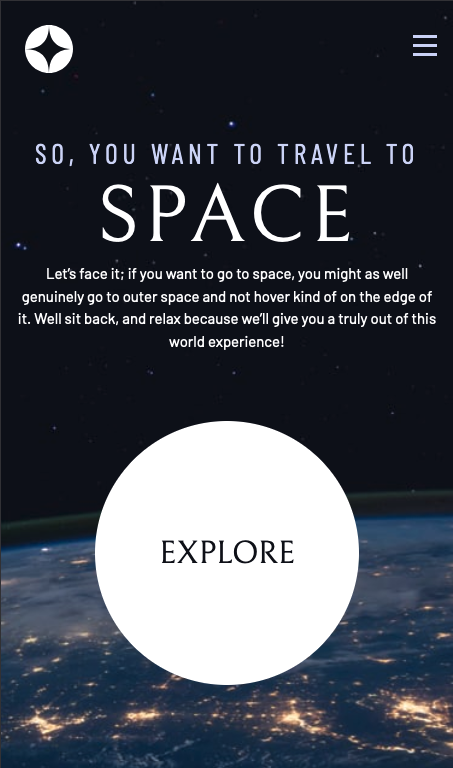 SO, YOU WANT TO TRAVEL TO
SPACE
Let’s face it; if you want to go to space, you might as well
genuinely go to outer space and not hover kind of on the edge of
it. Well sit back, and relax because we’ll give you a truly out of this
world experience!
EXPLORE